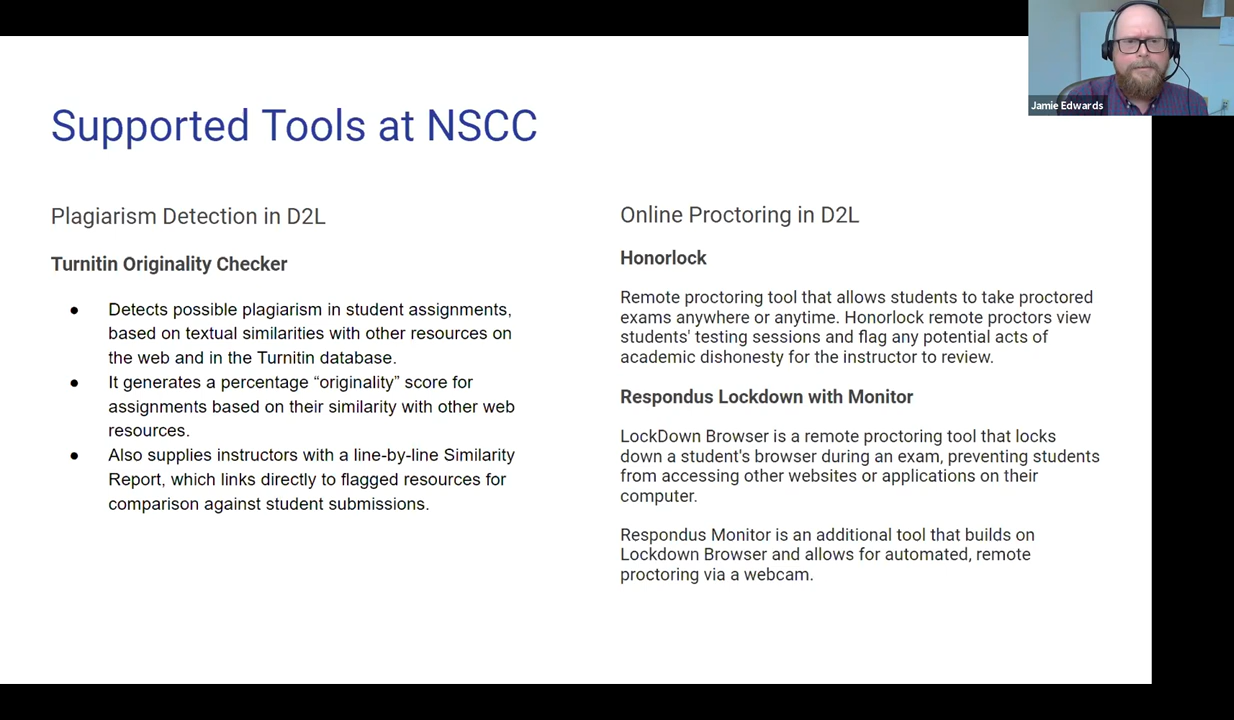 Jamie Edwards
Supported Tools at NSCC
Plagiarism Detection in D2L
Turnitin Originality Checker
● Detects possible plagiarism in student assignments,
based on textual similarities with other resources on
the web and in the Turnitin database.
● It generates a percentage “originality” score for
assignments based on their similarity with other web
resources.
● Also supplies instructors with a line-by-line Similarity
Report, which links directly to flagged resources for
comparison against student submissions.
Online Proctoring in D2L
Honorlock
Remote proctoring tool that allows students to take proctored
exams anywhere or anytime. Honorlock remote proctors view
students' testing sessions and flag any potential acts of
academic dishonesty for the instructor to review.
Respondus Lockdown with Monitor
LockDown Browser is a remote proctoring tool that locks
down a student's browser during an exam, preventing students
from accessing other websites or applications on their
computer.
Respondus Monitor is an additional tool that builds on
Lockdown Browser and allows for automated, remote
proctoring via a webcam.